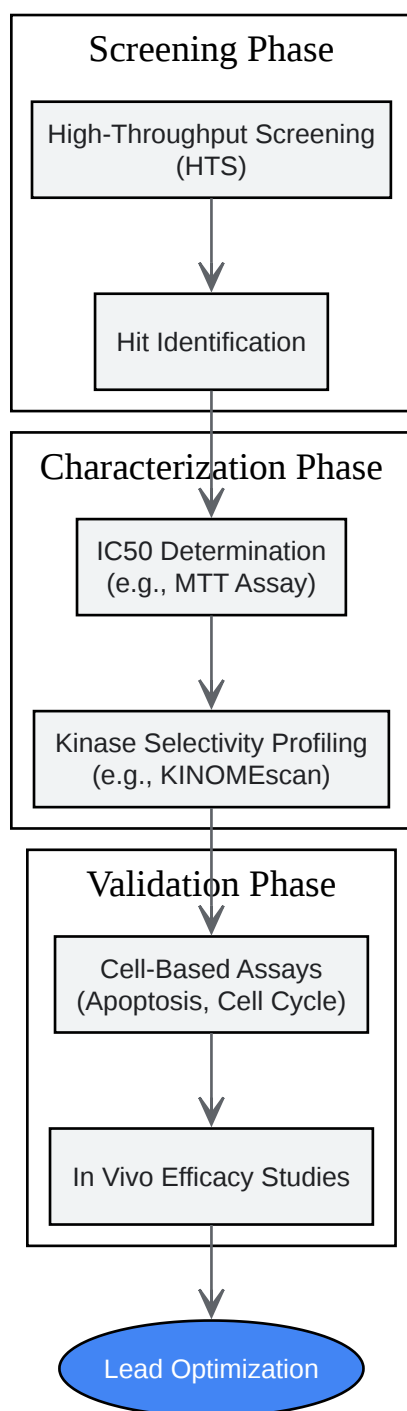 Screening Phase
High-Throughput Screening
(HTS)
Hit Identification
Characterization Phase
IC50 Determination
(e.g., MTT Assay)
Kinase Selectivity Profiling
(e.g., KINOMEscan)
Validation Phase
Cell-Based Assays
(Apoptosis, Cell Cycle)
In Vivo Efficacy Studies
Lead Optimization